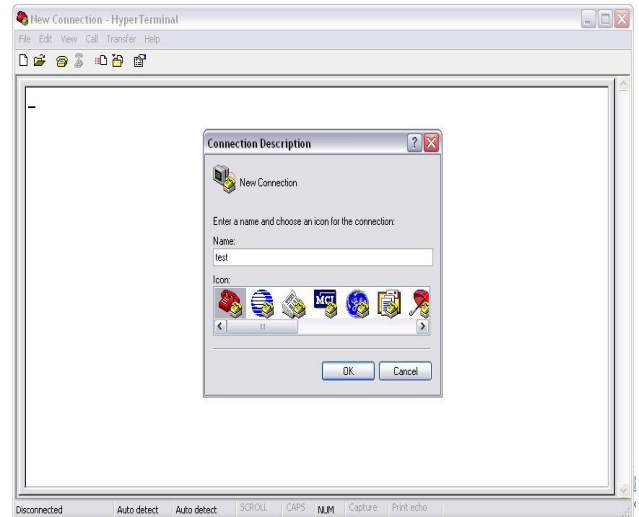 New Connection - HyperTerminal
File Edit View Call Transfer Help
Connection Description
New Connection
Enter a name and choose an icon for the connection:
Name:
test
Icon:
MCI
OK Cancel
Disconnected Auto detect Auto detect SCROLL CAPS NUM Capture Print echo